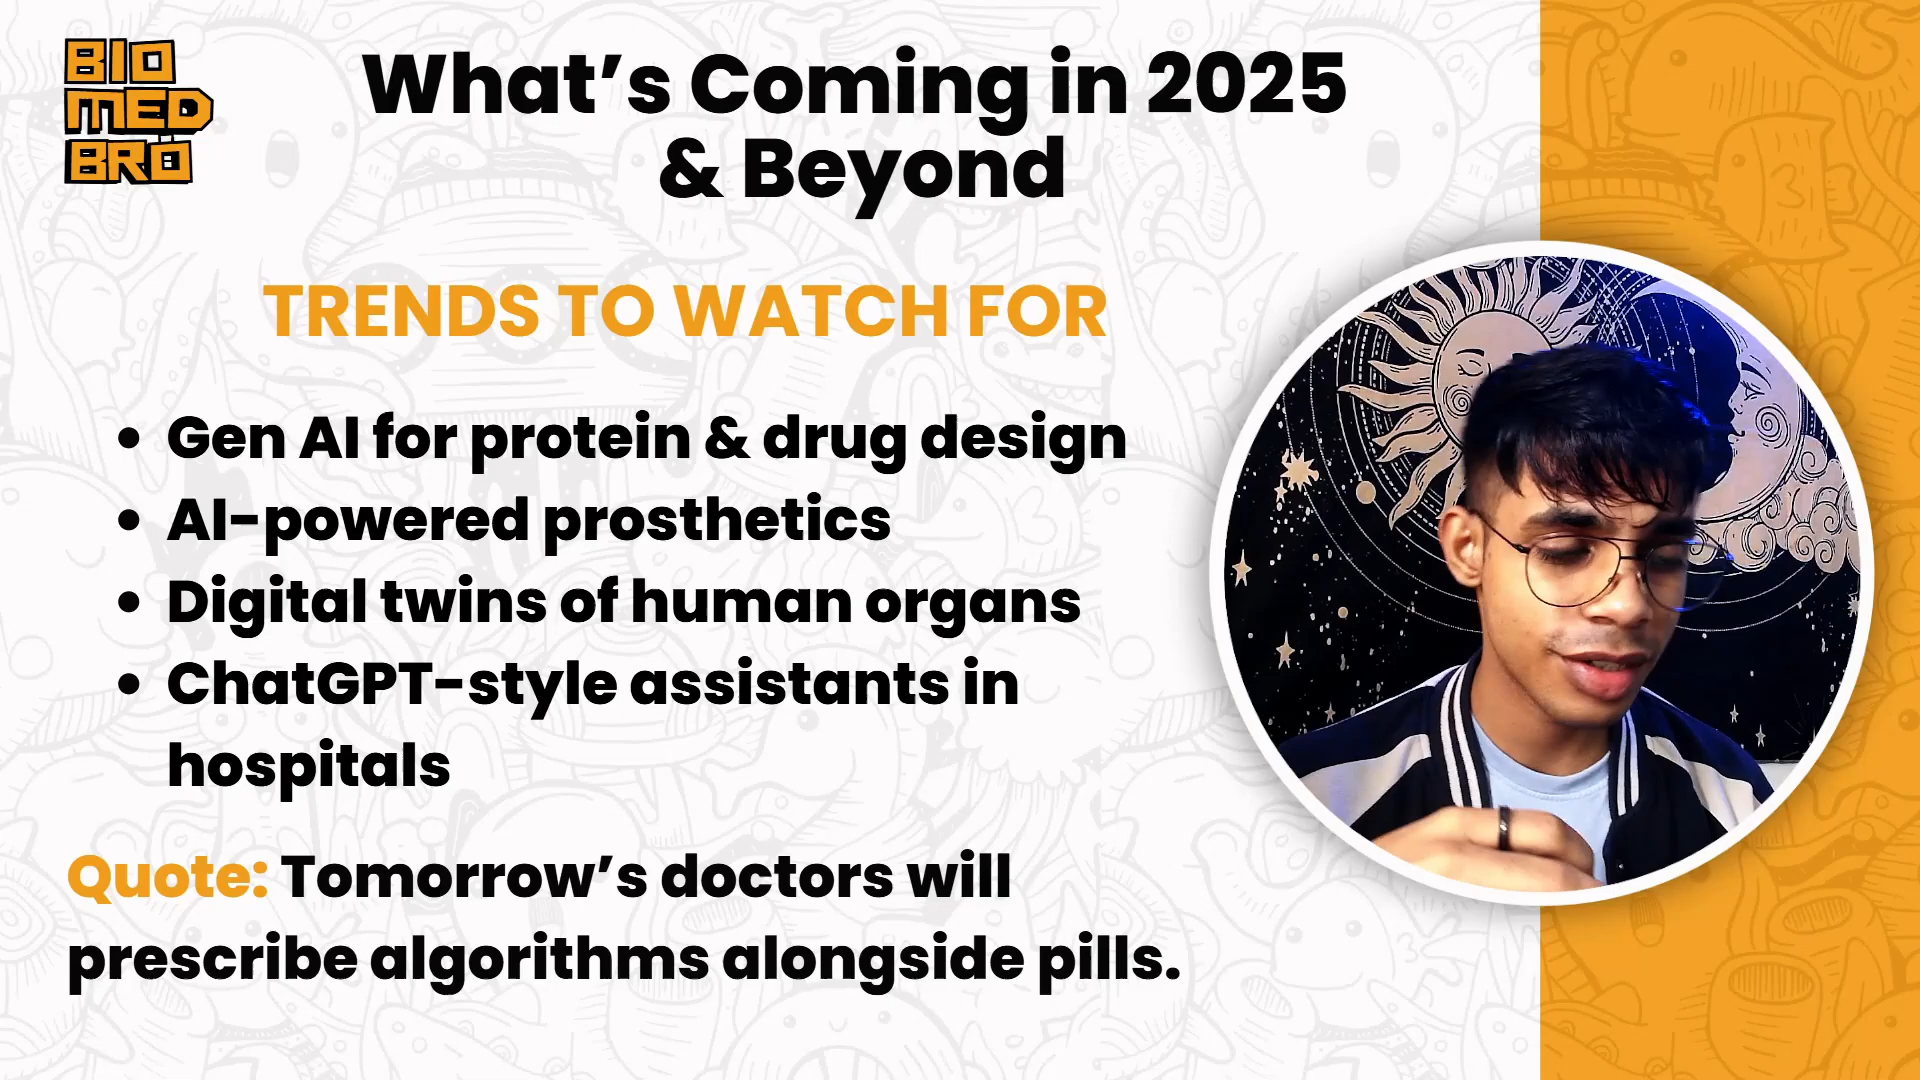 BIO
MED
BRO
What's Coming in 2025
& Beyond
TRENDS TO WATCH FOR
• Gen AI for protein & drug design
• AI-powered prosthetics
• Digital twins of human organs
• ChatGPT-style assistants in
hospitals
Quote: Tomorrow's doctors will
prescribe algorithms alongside pills.